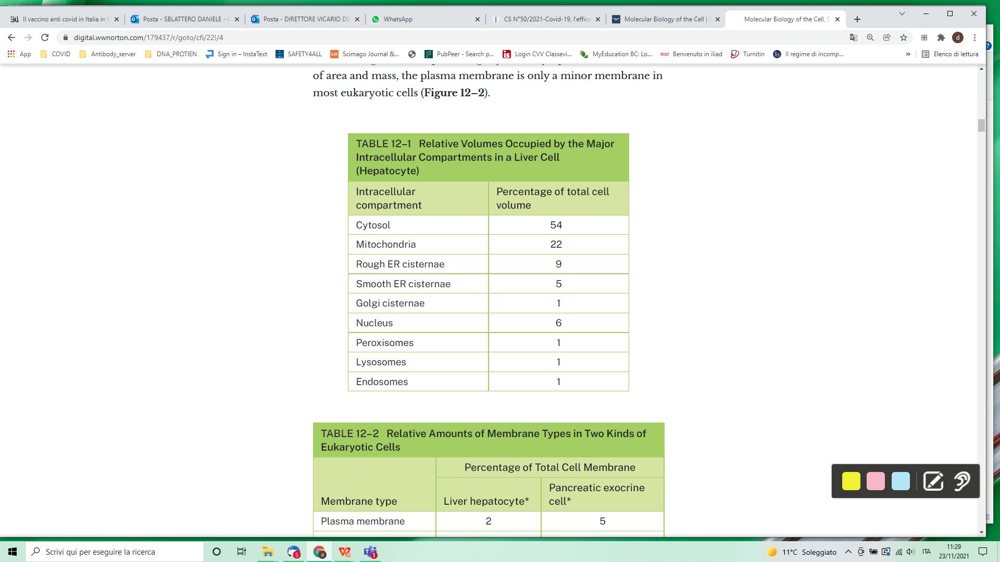 Il vaccino anti covid in Italia in t
Posta - SBLATTERO DANIELE - O
Posta - DIRETTORE VICARIO DS
WhatsApp
CS N°50/2021-Covid-19, l'effica
Molecular Biology of the Cell | E
Molecular Biology of the Cell, S
digital.wwnorton.com/179437/r/goto/cfi/22!/4
d
App
COVID
Antibody_server
DNA_PROTIEN
Sign in – InstaText
SAFETY4ALL
SJR Scimago Journal &...
PubPeer - Search p...
is Login CVV Classevi...
MyEducation BC: Lo...
iliad Benvenuto in iliad
Turnitin
Il regime di incomp...
»
Elenco di lettura
of area and mass, the plasma membrane is only a minor membrane in
most eukaryotic cells (Figure 12–2).
TABLE 12–1 Relative Volumes Occupied by the Major
Intracellular Compartments in a Liver Cell
(Hepatocyte)
Intracellular
compartment
Percentage of total cell
volume
Cytosol 54
Mitochondria 22
Rough ER cisternae 9
Smooth ER cisternae 5
Golgi cisternae 1
Nucleus 6
Peroxisomes 1
Lysosomes 1
Endosomes 1
TABLE 12–2 Relative Amounts of Membrane Types in Two Kinds of
Eukaryotic Cells
Percentage of Total Cell Membrane
Membrane type
Liver hepatocyte*
Pancreatic exocrine
cell*
Plasma membrane 2 5
Scrivi qui per eseguire la ricerca
5
d
1
11°C Soleggiato
ITA
11:29
23/11/2021